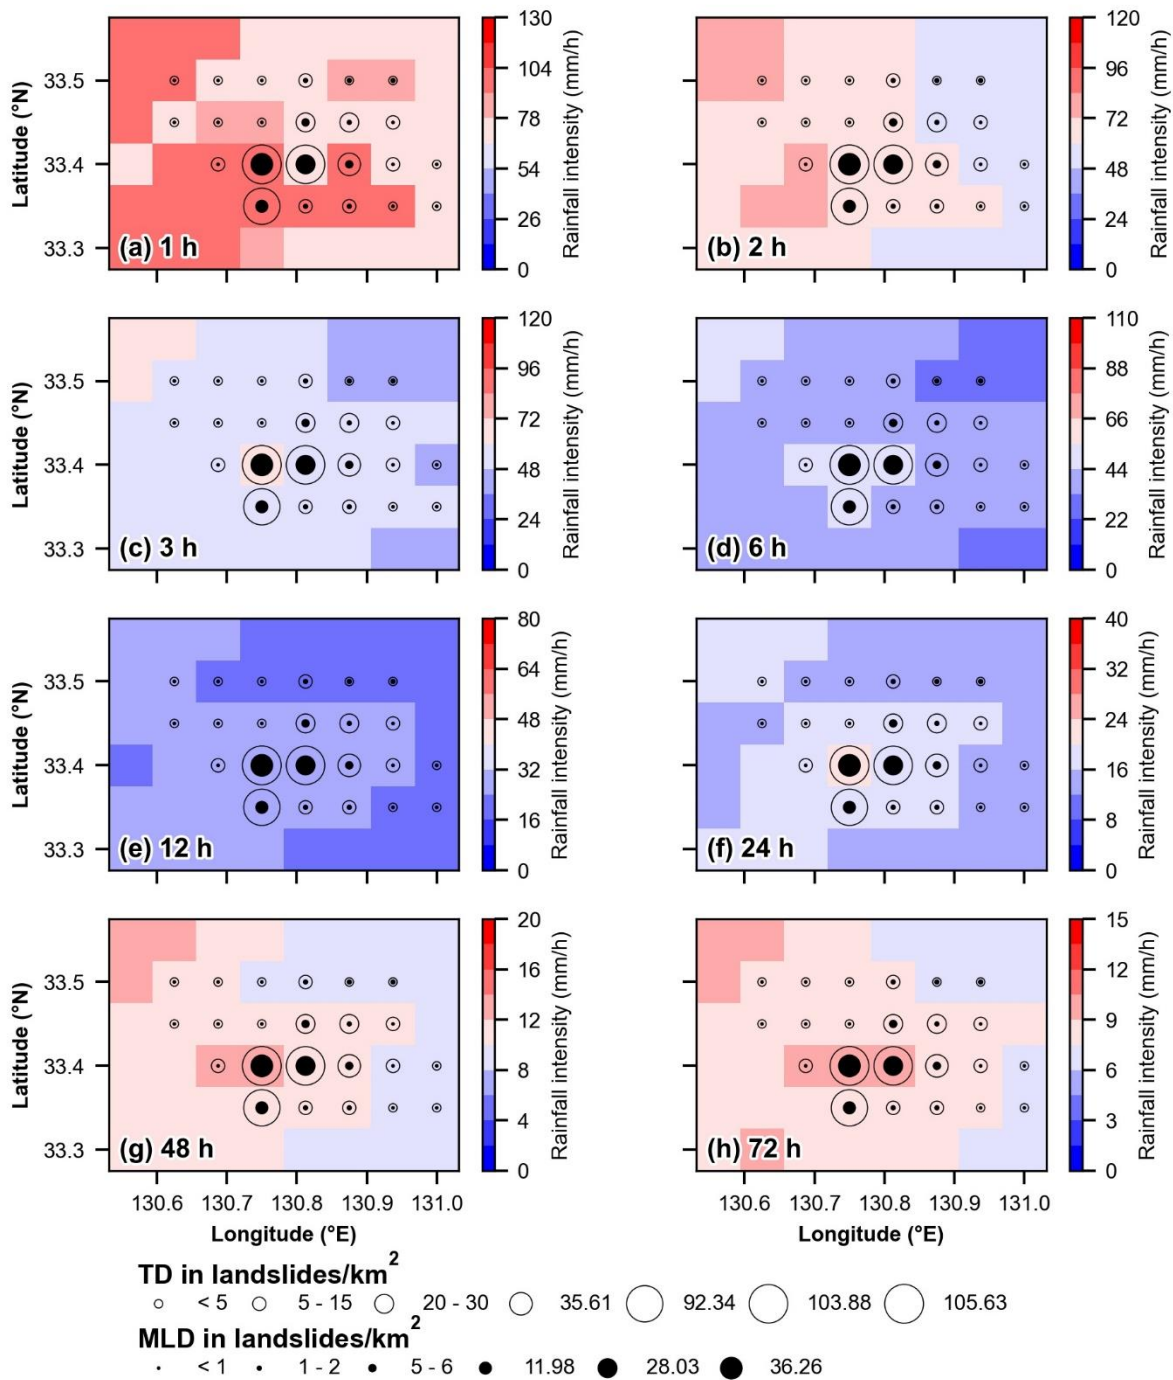 130
104
78
54
26
0
Rainfall intensity (mm/h)
Latitude (°N)
33.5
33.4
33.3
(a) 1 h
120
96
72
48
24
0
Rainfall intensity (mm/h)
(b) 2 h
120
96
72
48
24
0
Rainfall intensity (mm/h)
Latitude (°N)
33.5
33.4
33.3
(c) 3 h
110
88
66
44
22
0
Rainfall intensity (mm/h)
(d) 6 h
80
64
48
32
16
0
Rainfall intensity (mm/h)
Latitude (°N)
33.5
33.4
33.3
(e) 12 h
40
32
24
16
8
0
Rainfall intensity (mm/h)
(f) 24 h
20
16
12
8
4
0
Rainfall intensity (mm/h)
Latitude (°N)
33.5
33.4
33.3
(g) 48 h
130.6 130.7 130.8 130.9 131.0
Longitude (°E)
15
12
9
6
3
0
Rainfall intensity (mm/h)
(h) 72 h
130.6 130.7 130.8 130.9 131.0
Longitude (°E)
TD in landslides/km²
< 5 5 - 15 20 - 30 35.61 92.34 103.88 105.63
MLD in landslides/km²
< 1 1 - 2 5 - 6 11.98 28.03 36.26